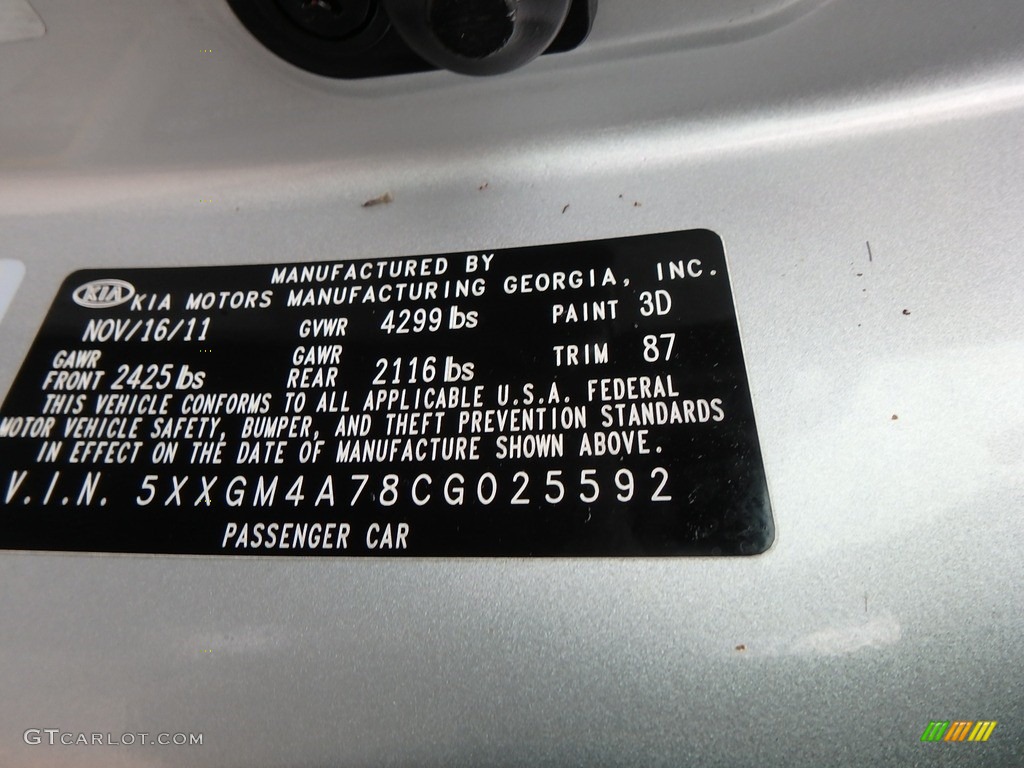 MANUFACTURED BY
KIA KIA MOTORS MANUFACTURING GEORGIA, INC.
NOV/16/11 GVWR 4299 lbs PAINT 3D
GAWR FRONT 2425 lbs GAWR REAR 2116 lbs TRIM 87
THIS VEHICLE CONFORMS TO ALL APPLICABLE U.S.A. FEDERAL
MOTOR VEHICLE SAFETY, BUMPER, AND THEFT PREVENTION STANDARDS
IN EFFECT ON THE DATE OF MANUFACTURE SHOWN ABOVE.
V.I.N. 5XXGM4A78CG025592
PASSENGER CAR
GTCARLOT.COM